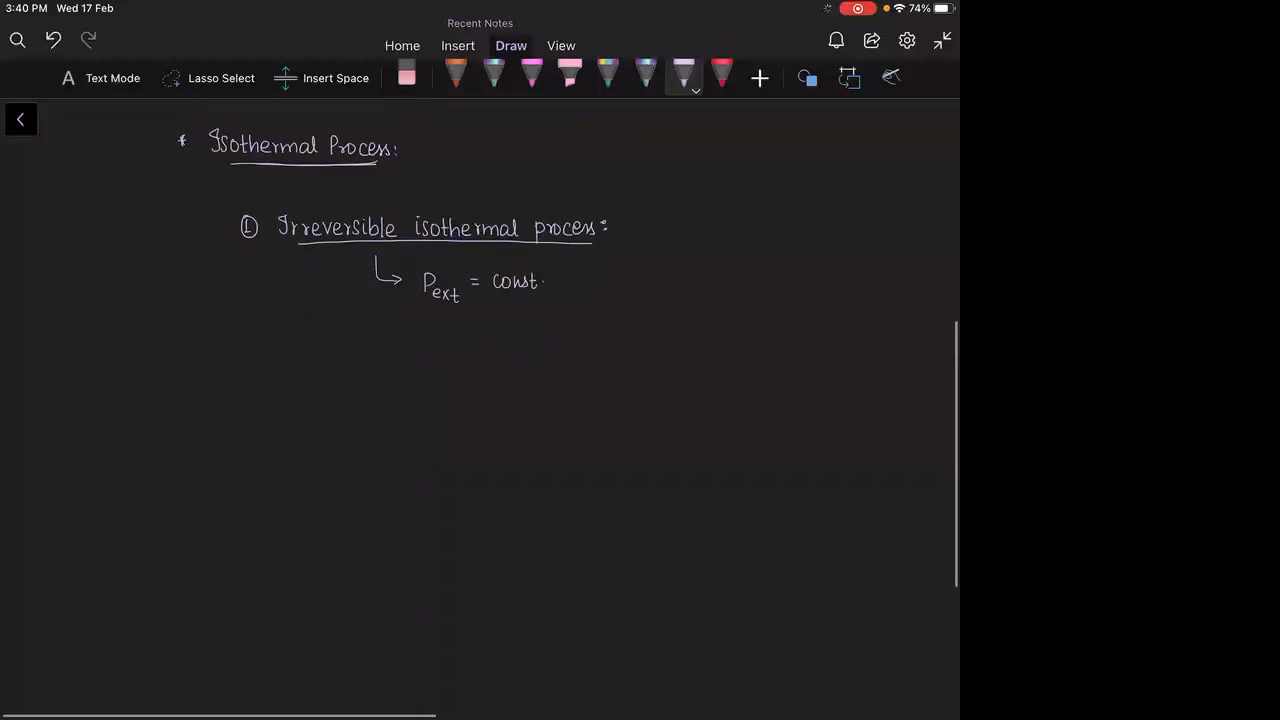 3:40 PM Wed 17 Feb
74%
Recent Notes
Home Insert Draw View
Text Mode Lasso Select Insert Space
* Isothermal Process:
① Irreversible isothermal process:
↳ Pext = const.